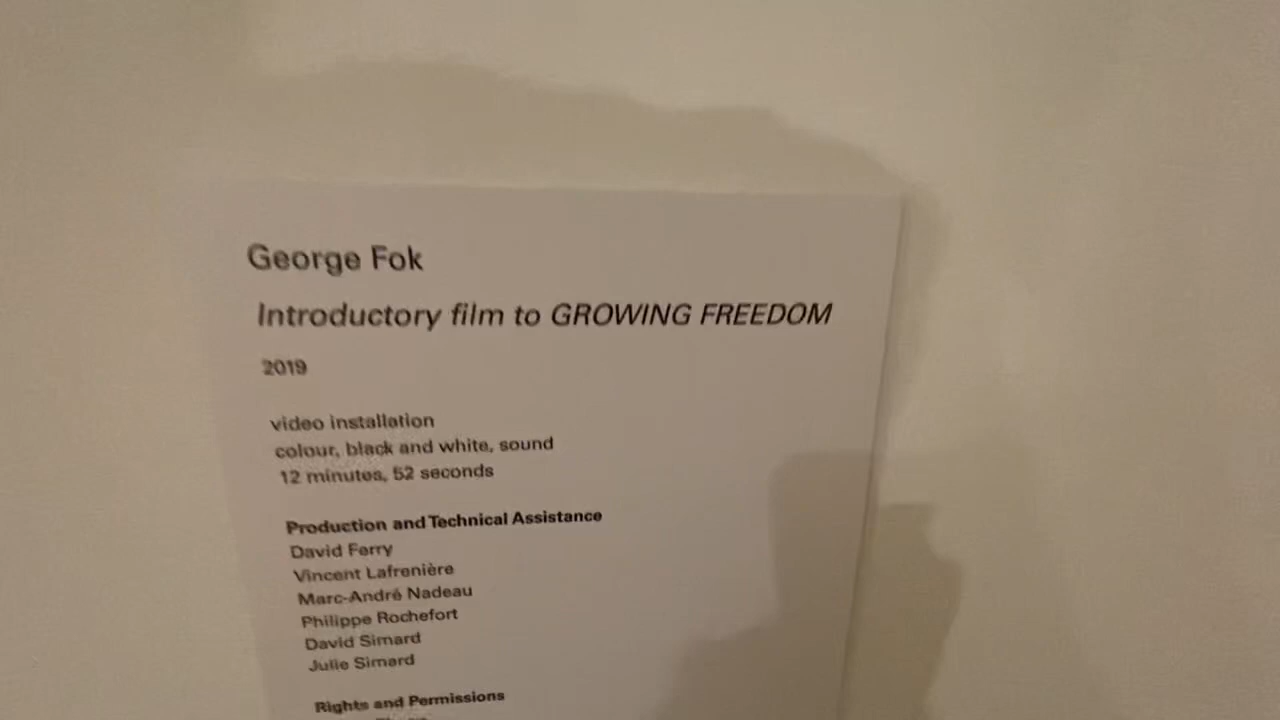 George Fok
Introductory film to GROWING FREEDOM
2019
video installation
colour, black and white, sound
12 minutes, 52 seconds
Production and Technical Assistance
David Ferry
Vincent Lafrenière
Marc-André Nadeau
Philippe Rochefort
David Simard
Julie Simard
Rights and Permissions